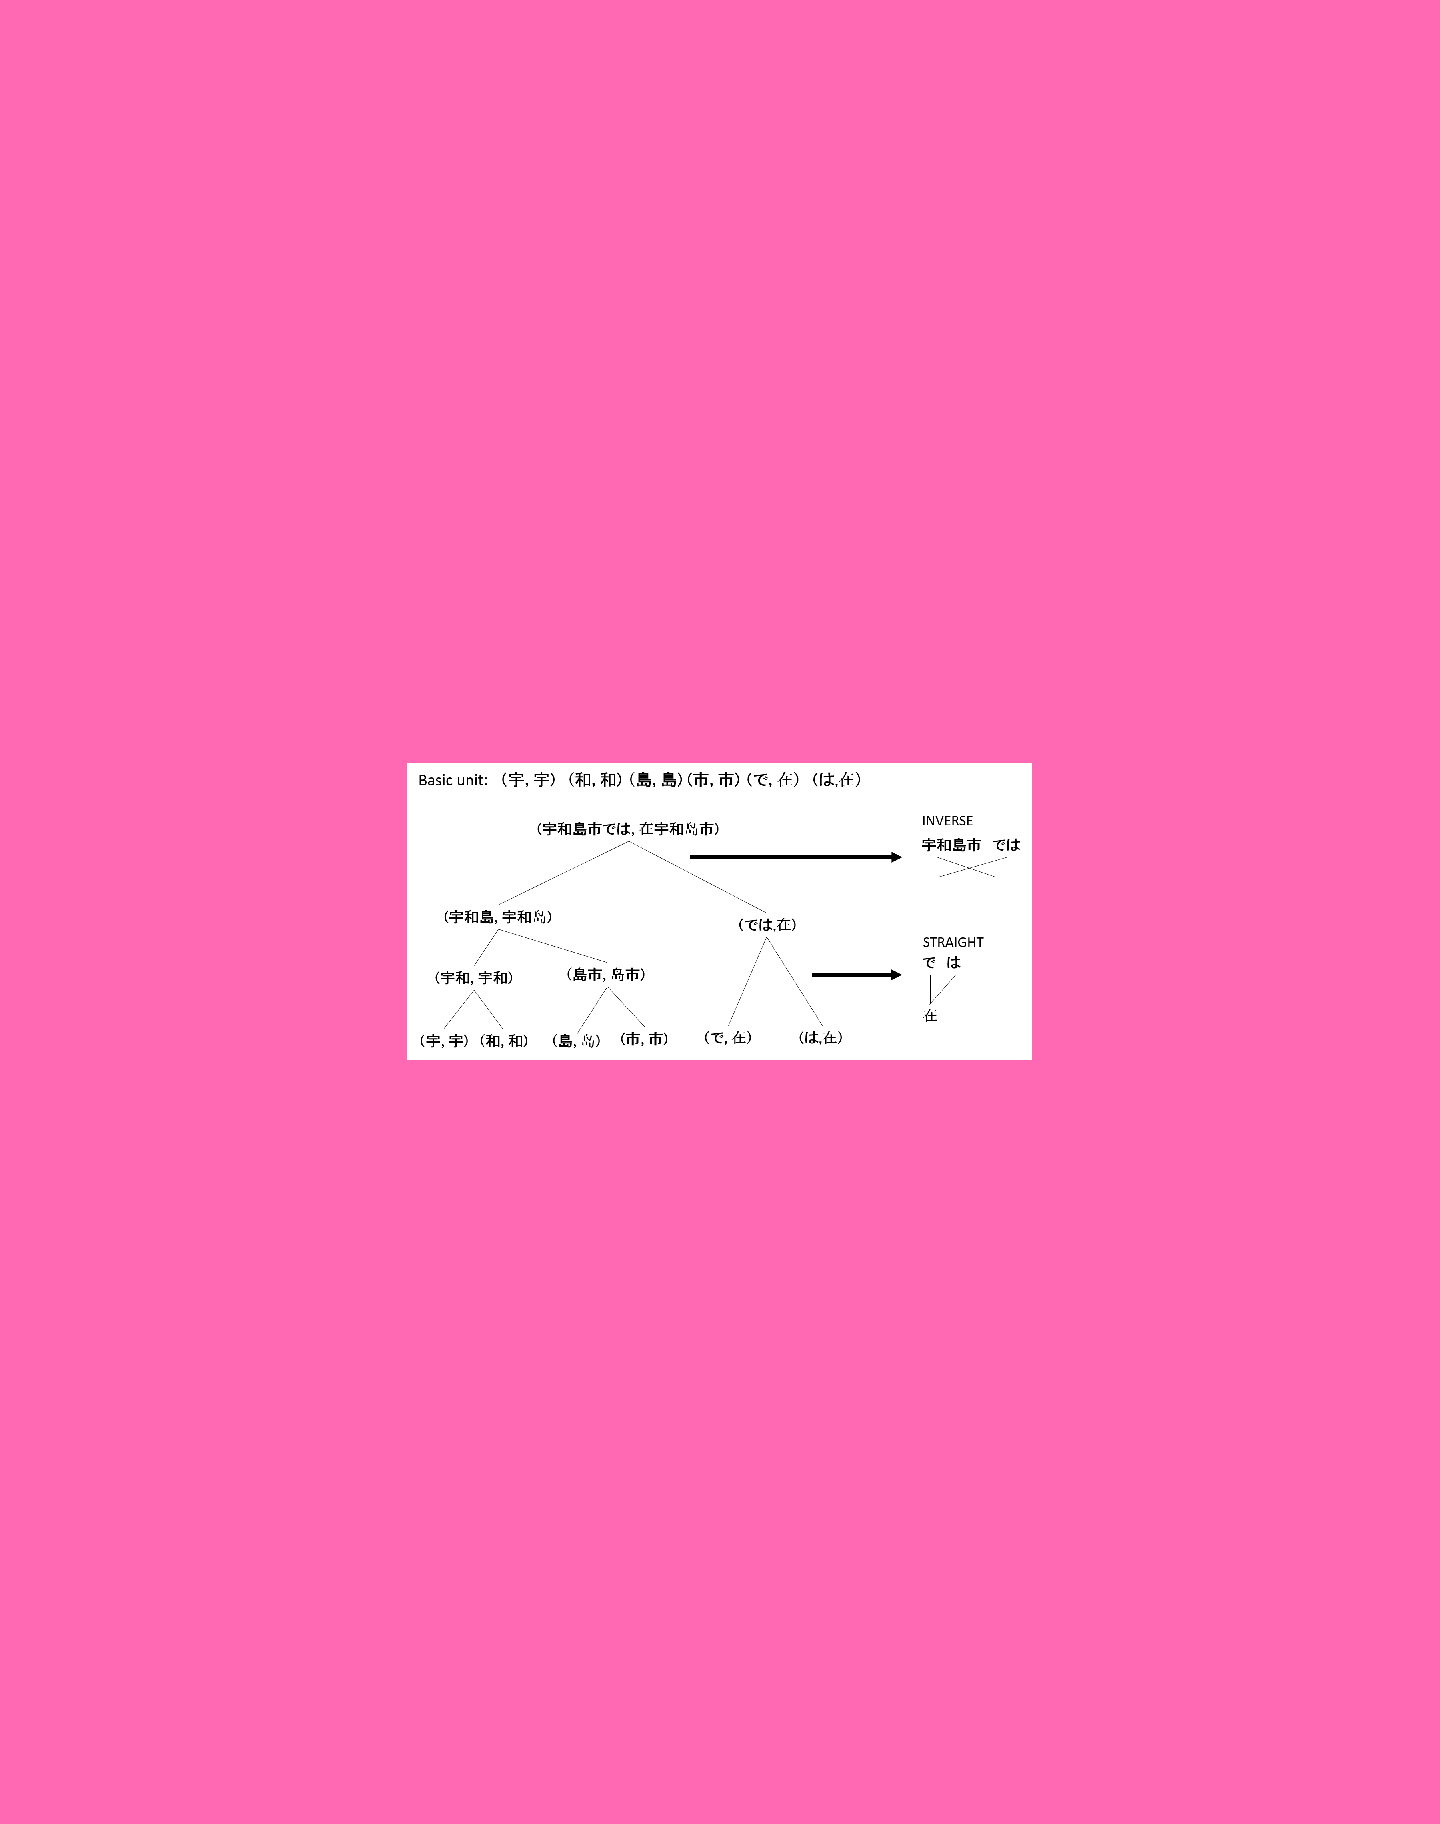 Basic unit: (宇, 宇) (和, 和) (島, 島) (市, 市) (で, 在) (は,在)
(宇和島市では, 在宇和岛市)
INVERSE
宇和島市 では
(宇和島, 宇和岛)
(では,在)
STRAIGHT
で は
在
(宇和, 宇和)
(島市, 岛市)
(宇, 宇) (和, 和) (島, 岛) (市, 市) (で, 在) (は,在)